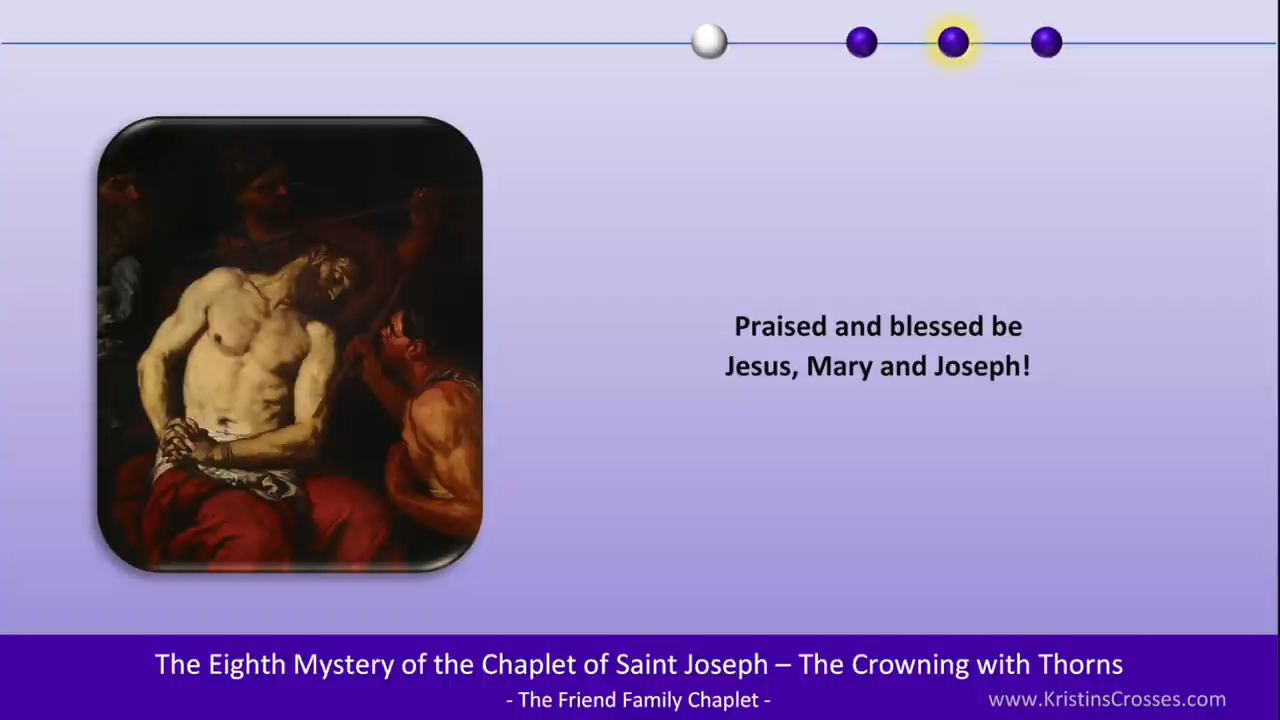 Praised and blessed be
Jesus, Mary and Joseph!
The Eighth Mystery of the Chaplet of Saint Joseph – The Crowning with Thorns
- The Friend Family Chaplet -
www.KristinsCrosses.com